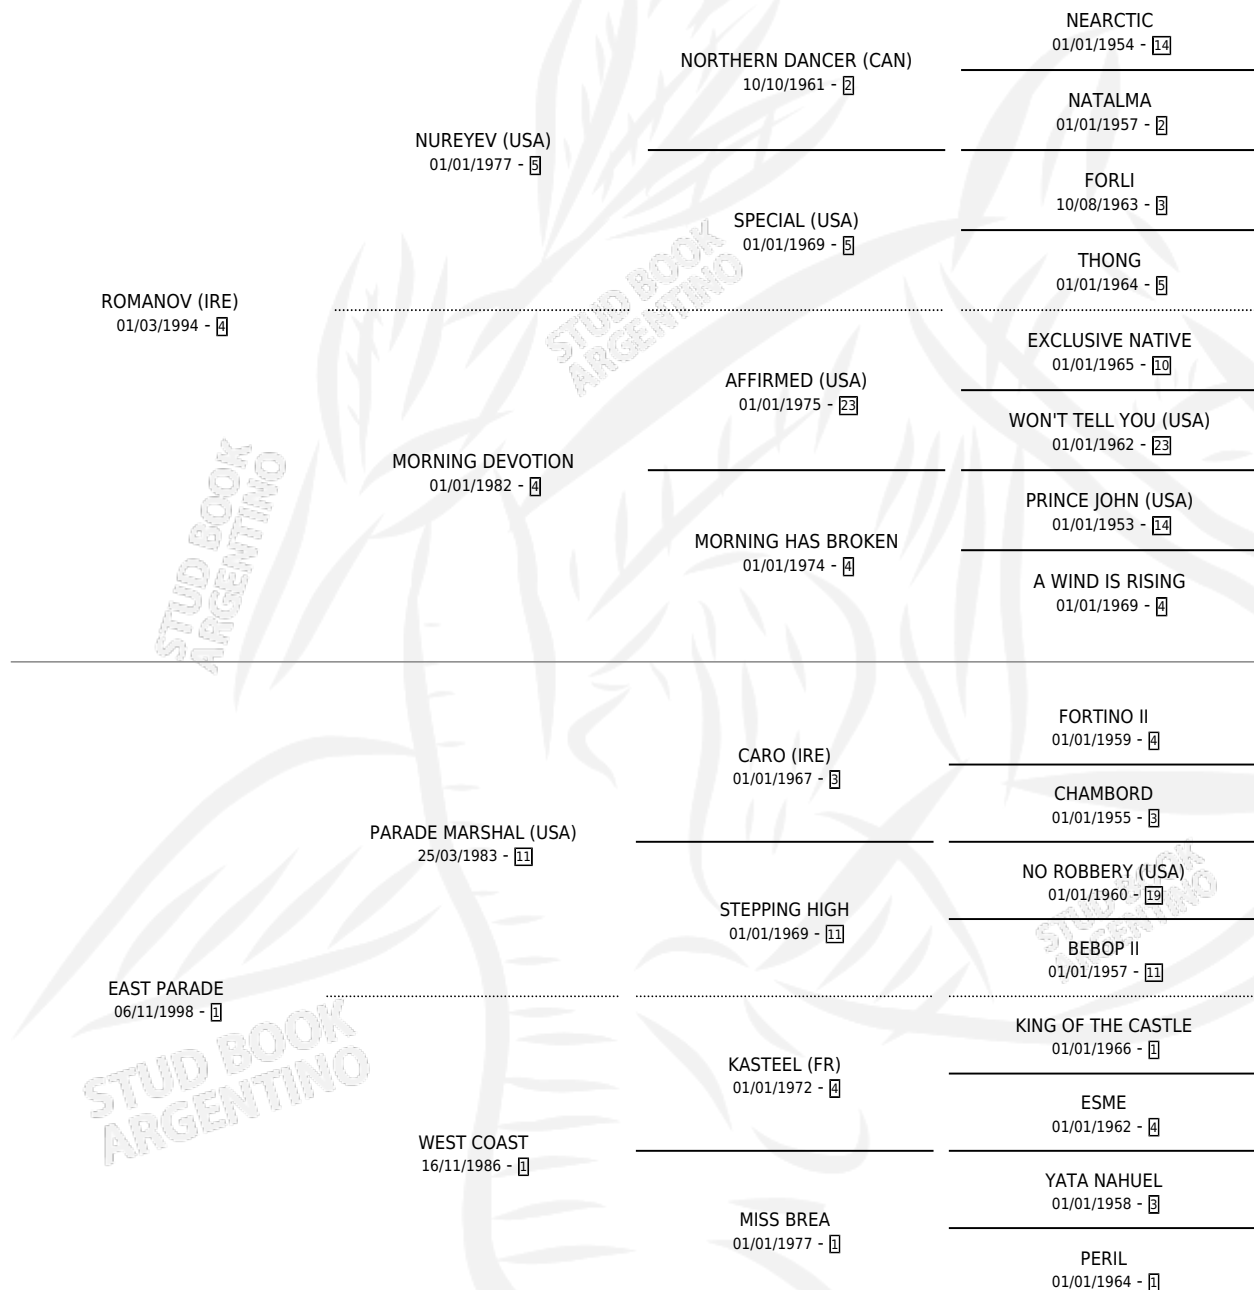 NEARCTIC
01/01/1954 - 14
NORTHERN DANCER (CAN)
10/10/1961 - 2
NATALMA
01/01/1957 - 2
NUREYEV (USA)
01/01/1977 - 5
FORLI
10/08/1963 - 3
SPECIAL (USA)
01/01/1969 - 5
THONG
01/01/1964 - 5
ROMANOV (IRE)
01/03/1994 - 4
EXCLUSIVE NATIVE
01/01/1965 - 10
AFFIRMED (USA)
01/01/1975 - 23
WON'T TELL YOU (USA)
01/01/1962 - 23
MORNING DEVOTION
01/01/1982 - 4
PRINCE JOHN (USA)
01/01/1953 - 14
MORNING HAS BROKEN
01/01/1974 - 4
A WIND IS RISING
01/01/1969 - 4
FORTINO II
01/01/1959 - 4
CARO (IRE)
01/01/1967 - 3
CHAMBORD
01/01/1955 - 3
PARADE MARSHAL (USA)
25/03/1983 - 11
NO ROBBERY (USA)
01/01/1960 - 19
STEPPING HIGH
01/01/1969 - 11
BEBOP II
01/01/1957 - 11
EAST PARADE
06/11/1998 - 1
KING OF THE CASTLE
01/01/1966 - 1
KASTEEL (FR)
01/01/1972 - 4
ESME
01/01/1962 - 4
WEST COAST
16/11/1986 - 1
YATA NAHUEL
01/01/1958 - 3
MISS BREA
01/01/1977 - 1
PERIL
01/01/1964 - 1
STUD BOOK
ARGENTINO
STUD BOOK
ARGENTINO
STUD BOOK
ARGENTINO
STUD BOOK
ARGENTINO